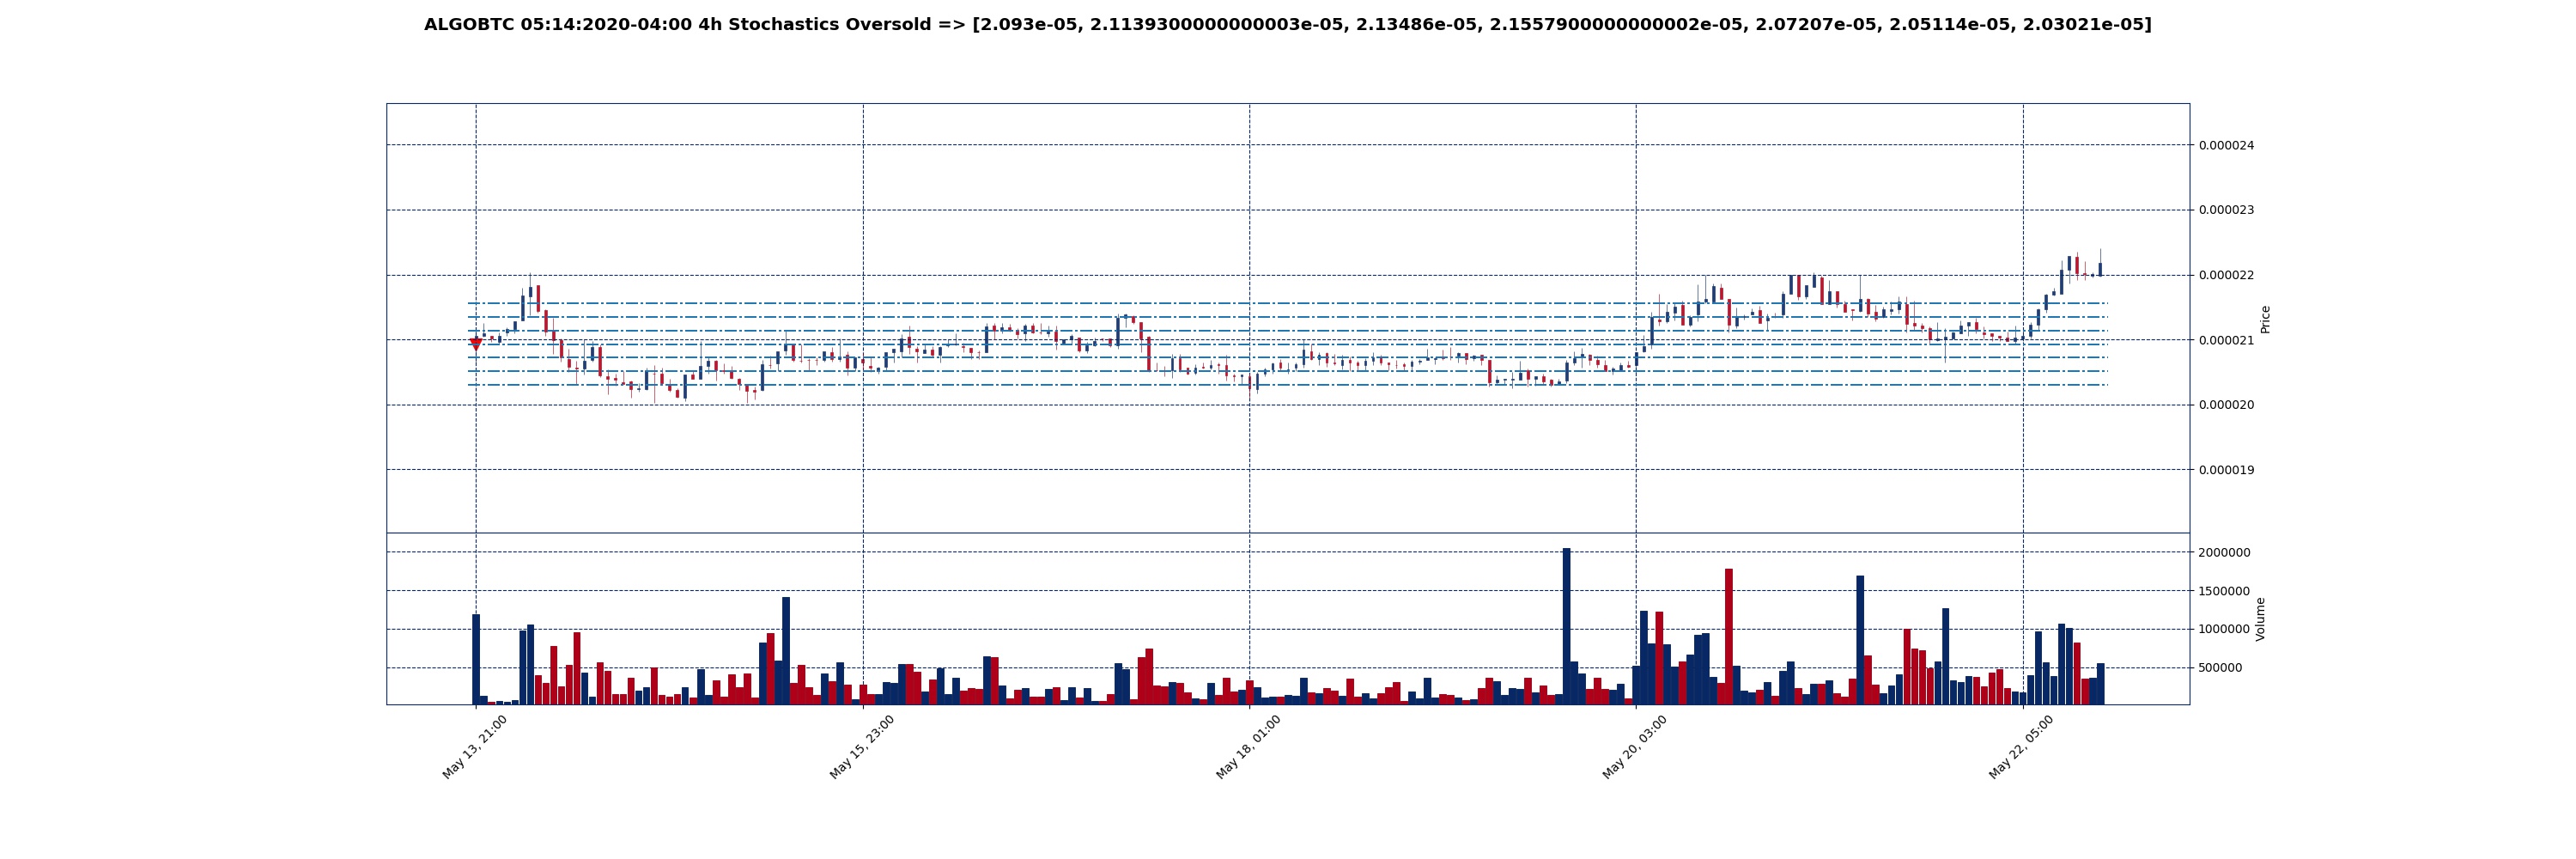 ALGOBTC 05:14:2020-04:00 4h Stochastics Oversold => [2.093e-05, 2.1139300000000003e-05, 2.13486e-05, 2.1557900000000002e-05, 2.07207e-05, 2.05114e-05, 2.03021e-05]
0.000024
0.000023
0.000022
0.000021
0.000020
0.000019
Price
2000000
1500000
1000000
500000
Volume
May 13, 21:00
May 15, 23:00
May 18, 01:00
May 20, 03:00
May 22, 05:00